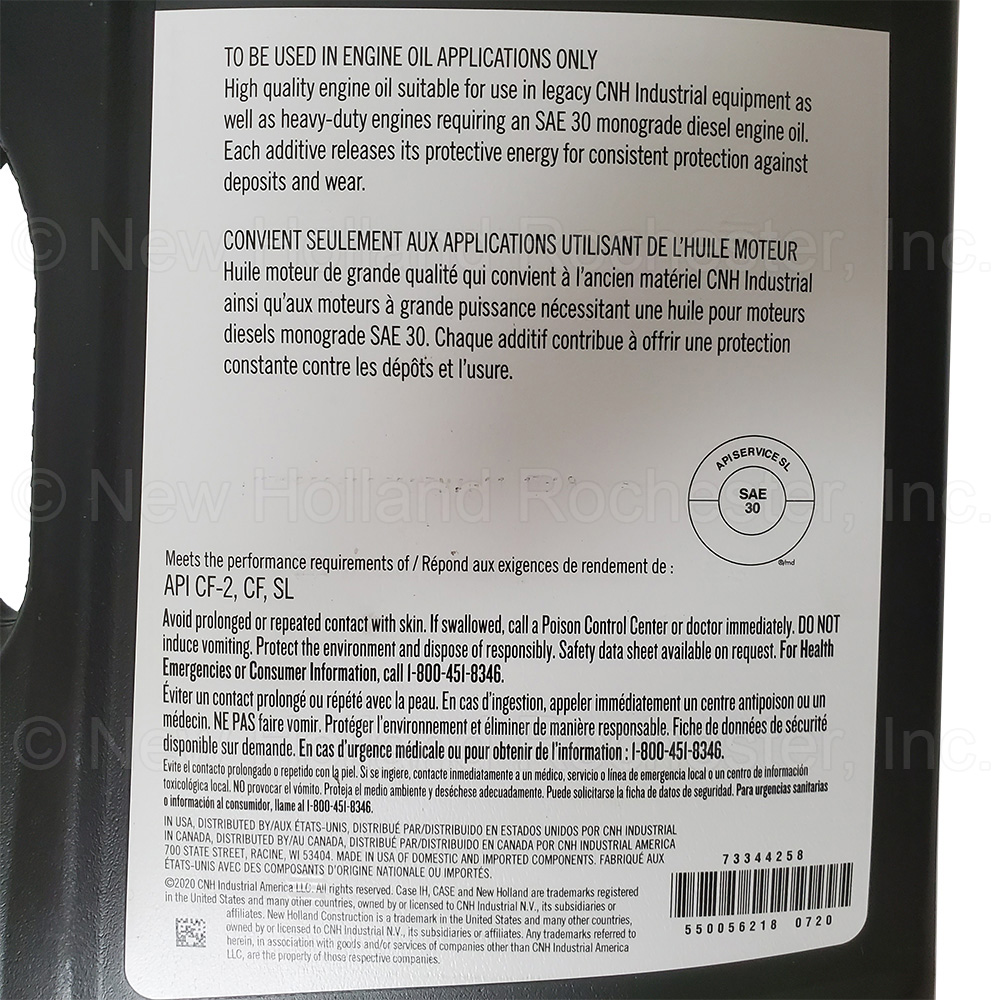 TO BE USED IN ENGINE OIL APPLICATIONS ONLY
High quality engine oil suitable for use in legacy CNH Industrial equipment as
well as heavy-duty engines requiring an SAE 30 monograde diesel engine oil.
Each additive releases its protective energy for consistent protection against
deposits and wear.
© New Holland Rochester, Inc.
CONVIENT SEULEMENT AUX APPLICATIONS UTILISANT DE L'HUILE MOTEUR
Huile moteur de grande qualité qui convient à l'ancien matériel CNH Industrial
ainsi qu'aux moteurs à grande puissance nécessitant une huile pour moteurs
diesels monograde SAE 30. Chaque additif contribue à offrir une protection
constante contre les dépôts et l'usure.
API SERVICE SL
SAE
30
®/md
© New Holland Rochester, Inc.
Meets the performance requirements of / Répond aux exigences de rendement de :
API CF-2, CF, SL
Avoid prolonged or repeated contact with skin. If swallowed, call a Poison Control Center or doctor immediately. DO NOT
induce vomiting. Protect the environment and dispose of responsibly. Safety data sheet available on request. For Health
Emergencies or Consumer Information, call 1-800-451-8346.
Éviter un contact prolongé ou répété avec la peau. En cas d'ingestion, appeler immédiatement un centre antipoison ou un
médecin. NE PAS faire vomir. Protéger l'environnement et éliminer de manière responsable. Fiche de données de sécurité
disponible sur demande. En cas d'urgence médicale ou pour obtenir de l'information : 1-800-451-8346.
© New Holland Rochester, Inc.
Evite el contacto prolongado o repetido con la piel. Si se ingiere, contacte inmediatamente a un médico, servicio o línea de emergencia local o un centro de información
toxicológica local. NO provocar el vómito. Proteja el medio ambiente y deséchese adecuadamente. Puede solicitarse la ficha de datos de seguridad. Para urgencias sanitarias
o información al consumidor, llame al 1-800-451-8346.
IN USA, DISTRIBUTED BY/AUX ÉTATS-UNIS, DISTRIBUÉ PAR/DISTRIBUIDO EN ESTADOS UNIDOS POR CNH INDUSTRIAL
IN CANADA, DISTRIBUTED BY/AU CANADA, DISTRIBUÉ PAR/DISTRIBUIDO EN CANADA POR CNH INDUSTRIAL AMERICA
700 STATE STREET, RACINE, WI 53404. MADE IN USA OF DOMESTIC AND IMPORTED COMPONENTS. FABRIQUÉ AUX
ÉTATS-UNIS AVEC DES COMPOSANTS D'ORIGINE NATIONALE OU IMPORTÉS.
©2020 CNH Industrial America LLC. All rights reserved. Case IH, CASE and New Holland are trademarks registered
in the United States and many other countries, owned by or licensed to CNH Industrial N.V., its subsidiaries or
affiliates. New Holland Construction is a trademark in the United States and many other countries,
owned by or licensed to CNH Industrial N.V., its subsidiaries or affiliates. Any trademarks referred to
herein, in association with goods and/or services of companies other than CNH Industrial America
LLC, are the property of those respective companies.
73344258
550056218 0720